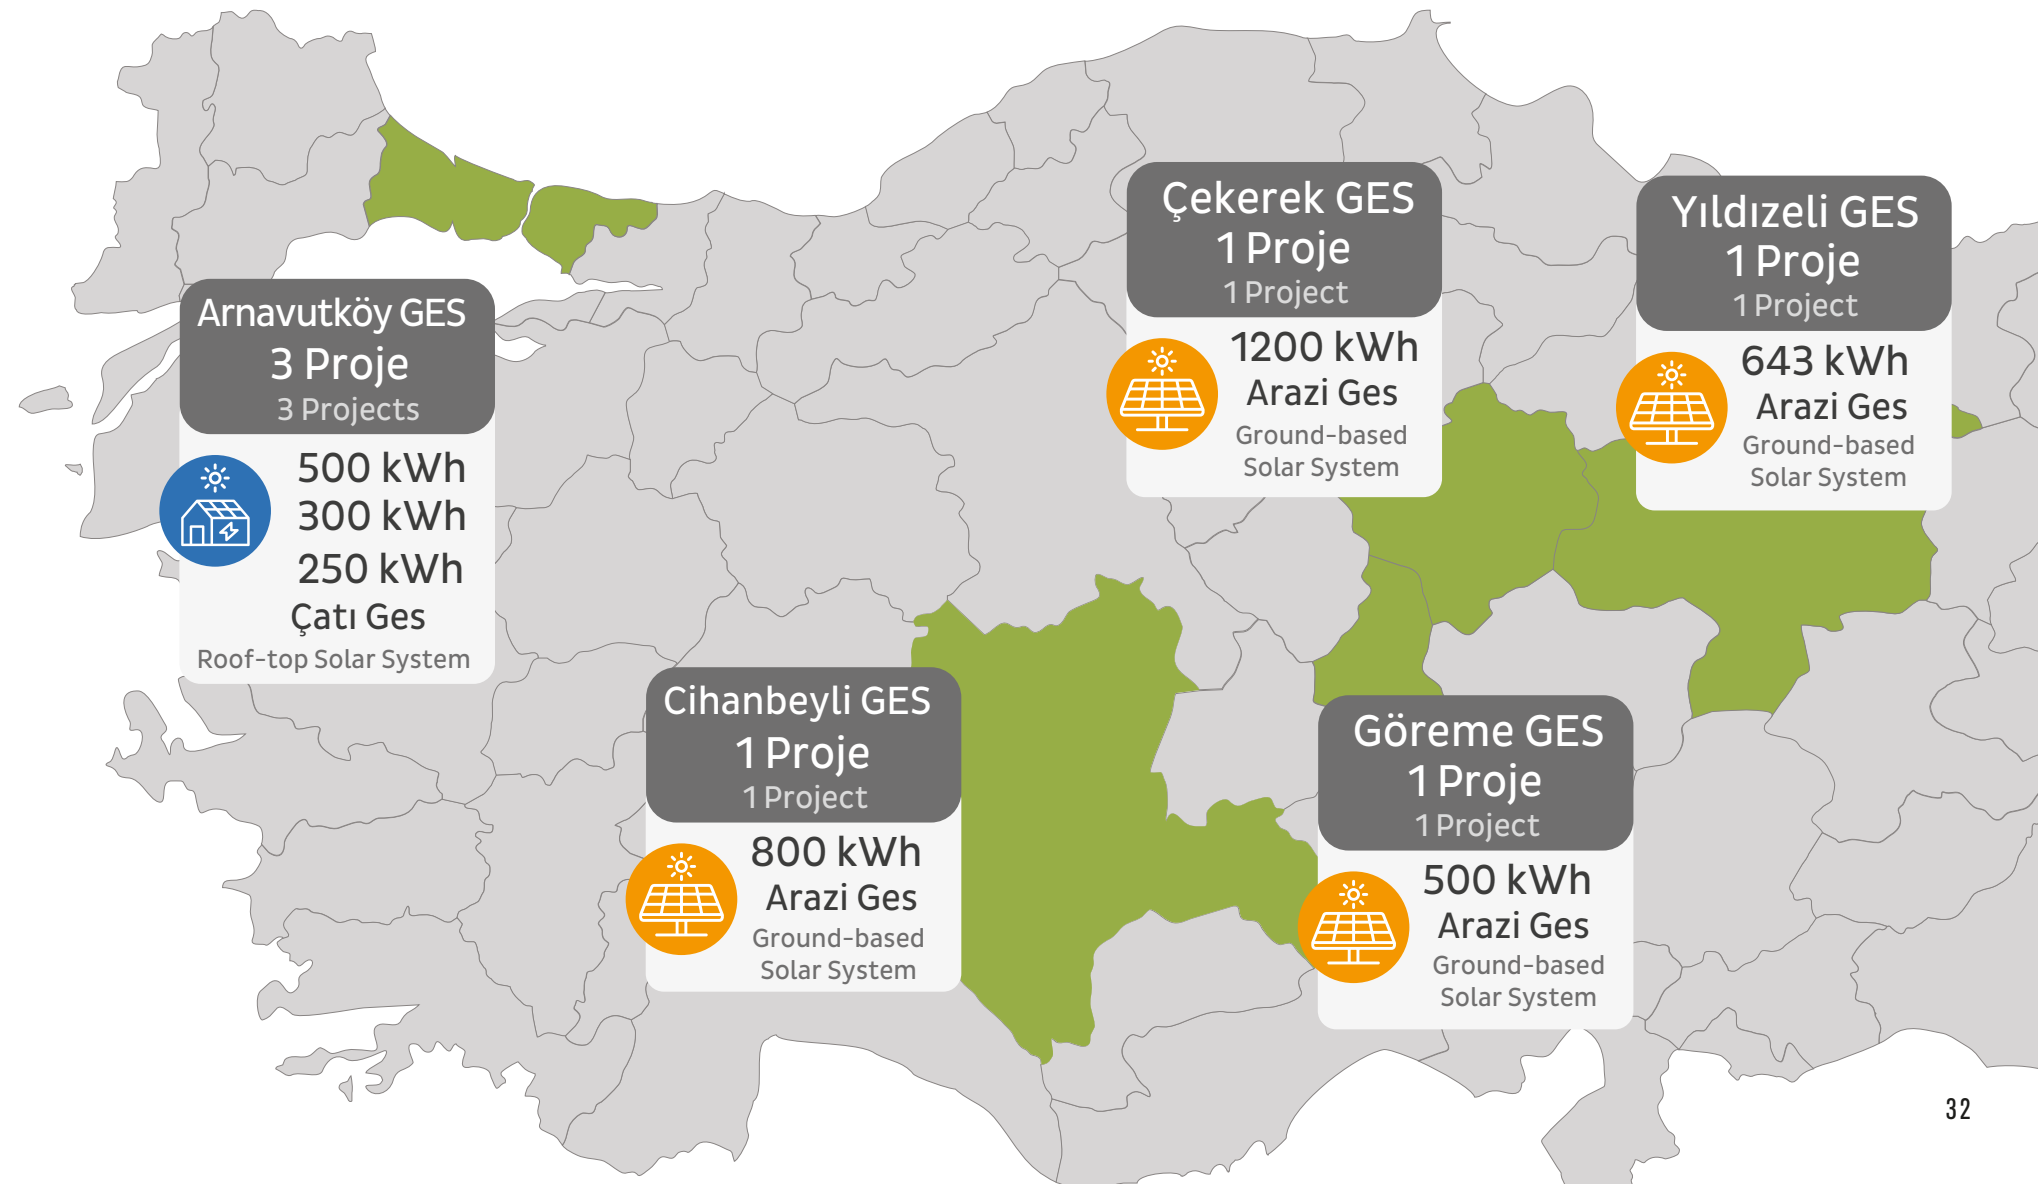 Arnavutköy GES
3 Proje
3 Projects
500 kWh
300 kWh
250 kWh
Çatı Ges
Roof-top Solar System
Cihanbeyli GES
1 Proje
1 Project
800 kWh
Arazi Ges
Ground-based
Solar System
Çekerek GES
1 Proje
1 Project
1200 kWh
Arazi Ges
Ground-based
Solar System
Göreme GES
1 Proje
1 Project
500 kWh
Arazi Ges
Ground-based
Solar System
Yıldızeli GES
1 Proje
1 Project
643 kWh
Arazi Ges
Ground-based
Solar System
32